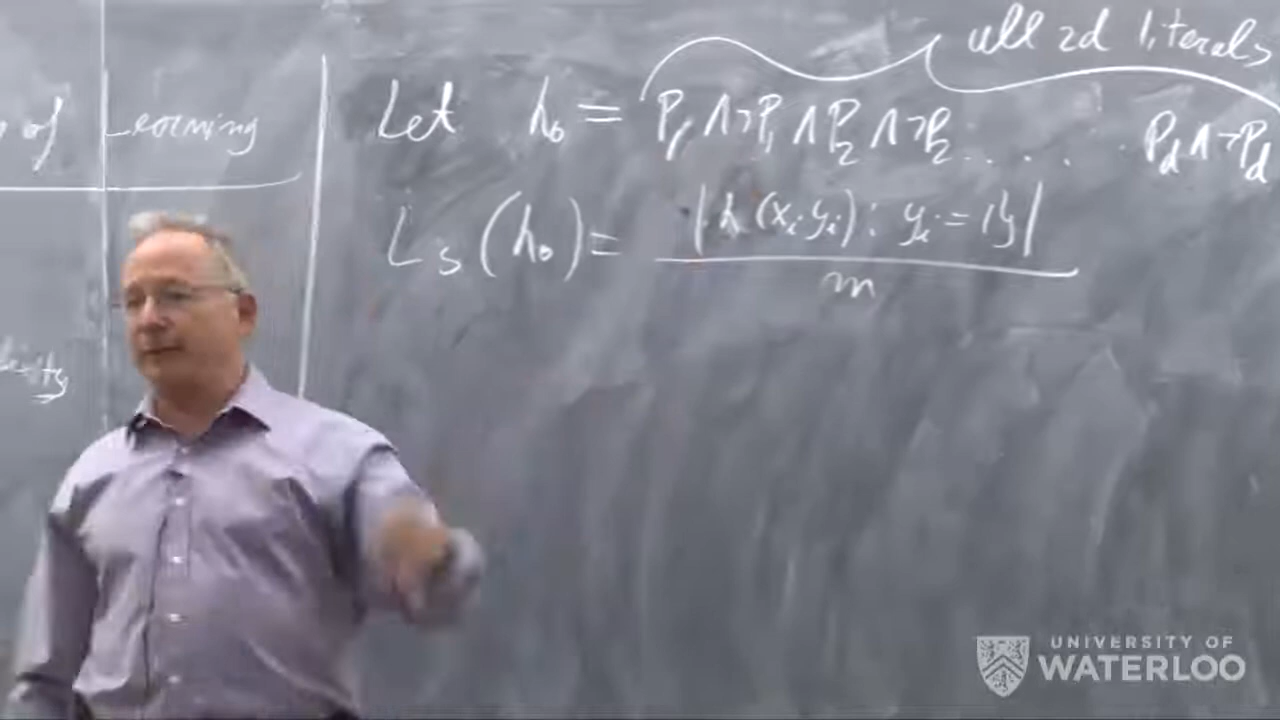 all 2d literals
of Learning
Let h₀ = P₁ ∧ ¬P₁ ∧ P₂ ∧ ¬P₂ . . . . . P_d ∧ ¬P_d
L_S(h₀) = |{(xᵢ yᵢ) : yᵢ = 1}|
m
UNIVERSITY OF
WATERLOO